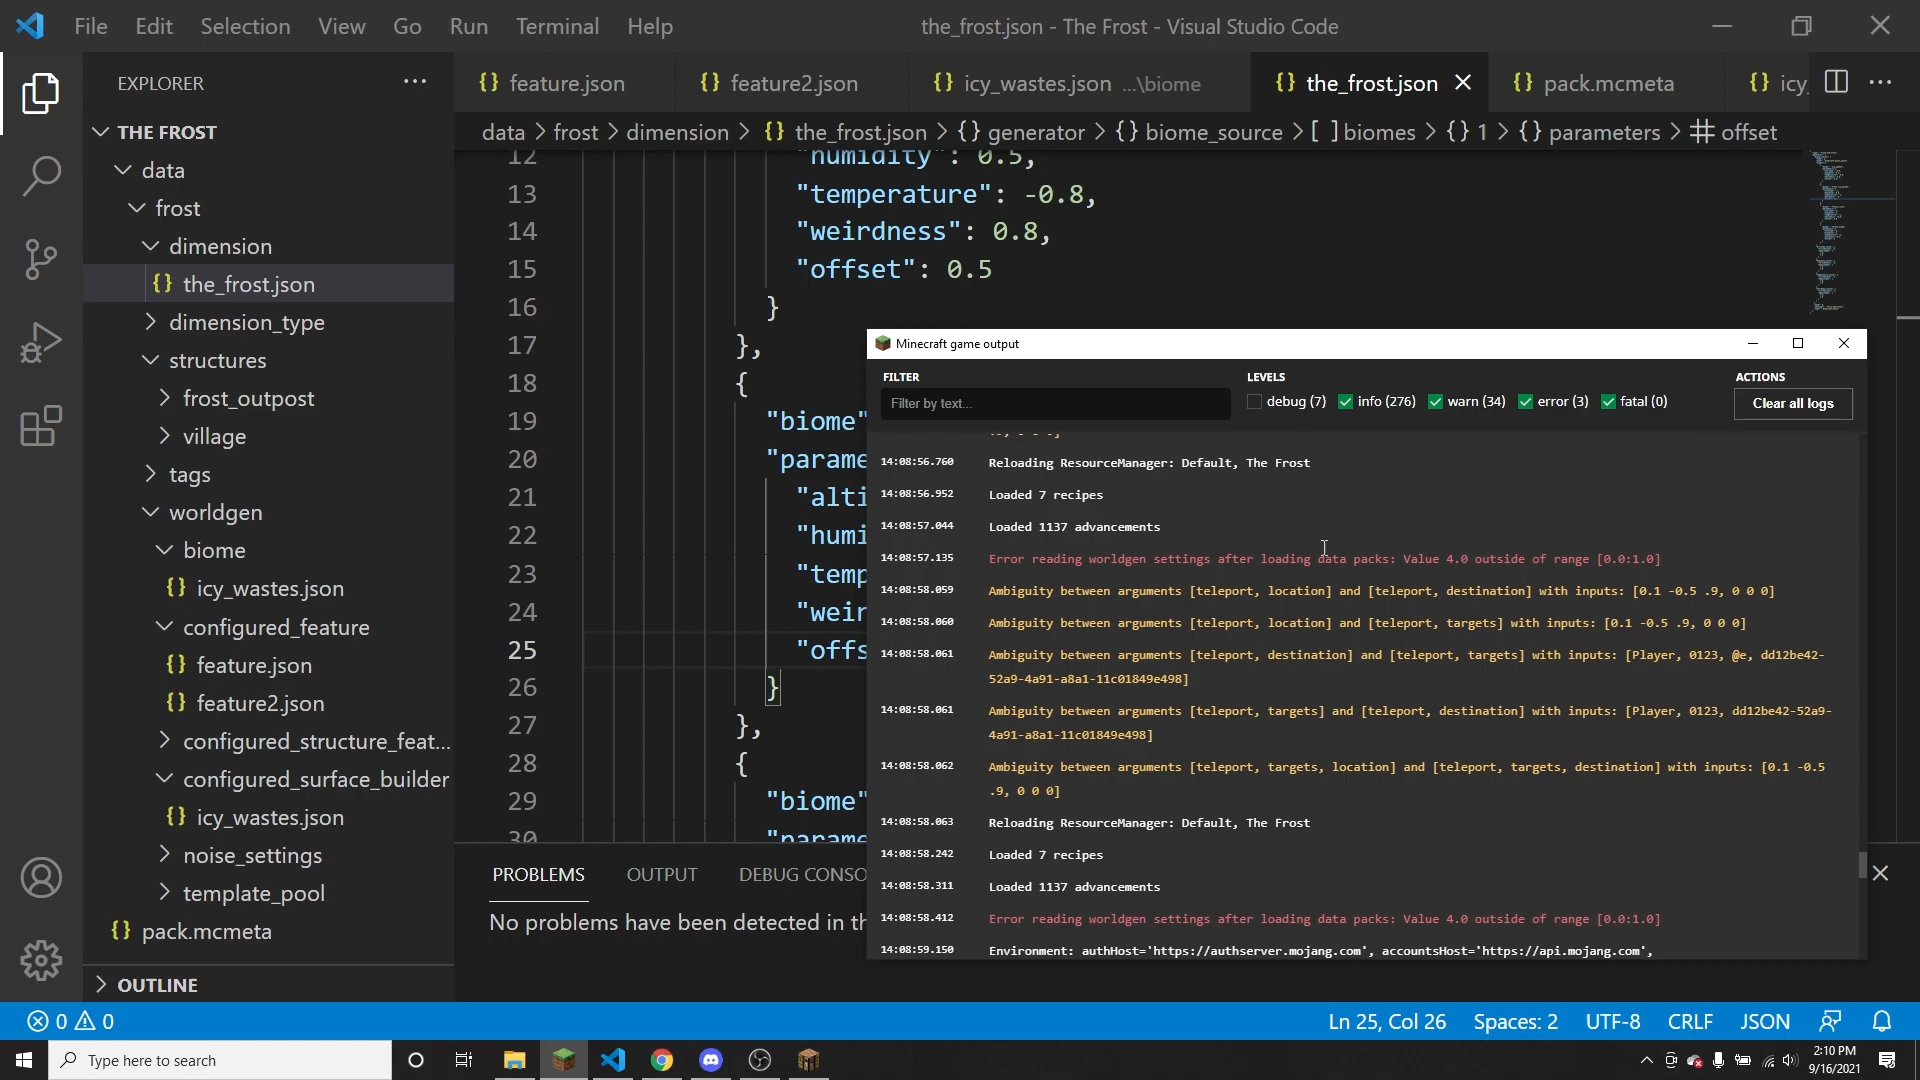 File Edit Selection View Go Run Terminal Help
the_frost.json - The Frost - Visual Studio Code
EXPLORER
THE FROST
data
frost
dimension
the_frost.json
dimension_type
structures
frost_outpost
village
tags
worldgen
biome
icy_wastes.json
configured_feature
feature.json
feature2.json
configured_structure_feat...
configured_surface_builder
icy_wastes.json
noise_settings
template_pool
pack.mcmeta
OUTLINE
{} feature.json {} feature2.json {} icy_wastes.json ...\biome {} the_frost.json {} pack.mcmeta {} icy_
data > frost > dimension > {} the_frost.json > {} generator > {} biome_source > [ ] biomes > {} 1 > {} parameters > # offset
12 "humidity": 0.5,
13 "temperature": -0.8,
14 "weirdness": 0.8,
15 "offset": 0.5
16 }
17 },
18 {
19 "biome"
20 "parame
21 "alti
22 "humi
23 "temp
24 "weir
25 "offs
26 }
27 },
28 {
29 "biome"
30 "parame
PROBLEMS OUTPUT DEBUG CONSO
No problems have been detected in th
Minecraft game output
FILTER LEVELS ACTIONS
Filter by text... debug (7) info (276) warn (34) error (3) fatal (0) Clear all logs
14:08:56.760 Reloading ResourceManager: Default, The Frost
14:08:56.952 Loaded 7 recipes
14:08:57.044 Loaded 1137 advancements
14:08:57.135 Error reading worldgen settings after loading data packs: Value 4.0 outside of range [0.0:1.0]
14:08:58.059 Ambiguity between arguments [teleport, location] and [teleport, destination] with inputs: [0.1 -0.5 .9, 0 0 0]
14:08:58.060 Ambiguity between arguments [teleport, location] and [teleport, targets] with inputs: [0.1 -0.5 .9, 0 0 0]
14:08:58.061 Ambiguity between arguments [teleport, destination] and [teleport, targets] with inputs: [Player, 0123, @e, dd12be42-
52a9-4a91-a8a1-11c01849e498]
14:08:58.061 Ambiguity between arguments [teleport, targets] and [teleport, destination] with inputs: [Player, 0123, dd12be42-52a9-
4a91-a8a1-11c01849e498]
14:08:58.062 Ambiguity between arguments [teleport, targets, location] and [teleport, targets, destination] with inputs: [0.1 -0.5
.9, 0 0 0]
14:08:58.063 Reloading ResourceManager: Default, The Frost
14:08:58.242 Loaded 7 recipes
14:08:58.311 Loaded 1137 advancements
14:08:58.412 Error reading worldgen settings after loading data packs: Value 4.0 outside of range [0.0:1.0]
14:08:59.150 Environment: authHost='https://authserver.mojang.com', accountsHost='https://api.mojang.com',
0 0 Ln 25, Col 26 Spaces: 2 UTF-8 CRLF JSON
Type here to search
2:10 PM
9/16/2021